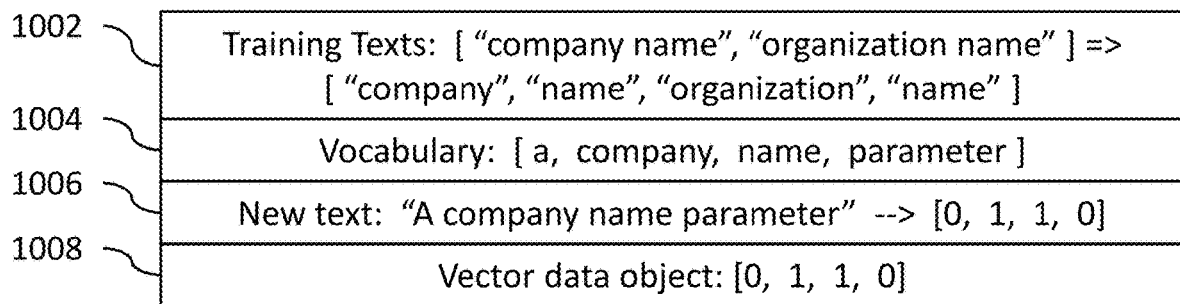 1002
Training Texts: [ “company name”, “organization name” ] =>
[ “company”, “name”, “organization”, “name” ]
1004
Vocabulary: [ a, company, name, parameter ]
1006
New text: “A company name parameter” --> [0, 1, 1, 0]
1008
Vector data object: [0, 1, 1, 0]